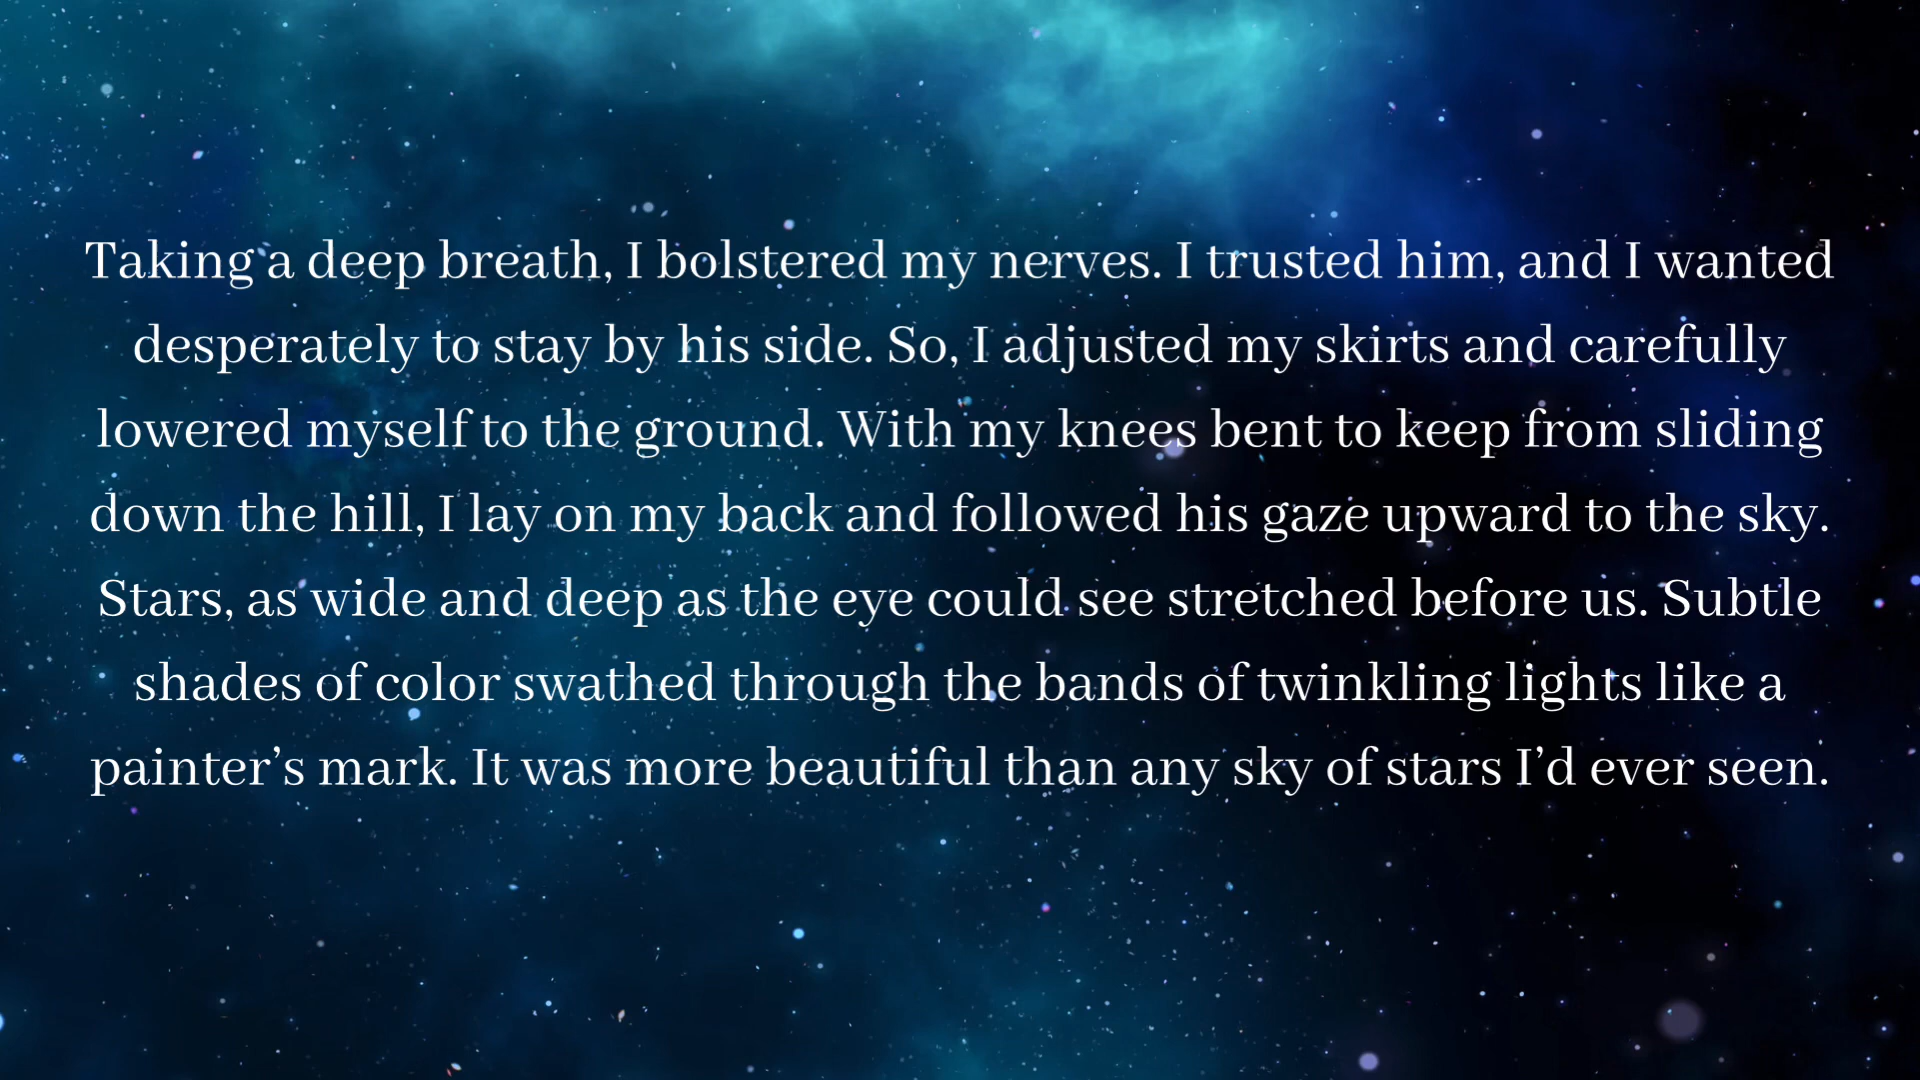 Taking a deep breath, I bolstered my nerves. I trusted him, and I wanted
desperately to stay by his side. So, I adjusted my skirts and carefully
lowered myself to the ground. With my knees bent to keep from sliding
down the hill, I lay on my back and followed his gaze upward to the sky.
Stars, as wide and deep as the eye could see stretched before us. Subtle
shades of color swathed through the bands of twinkling lights like a
painter’s mark. It was more beautiful than any sky of stars I’d ever seen.